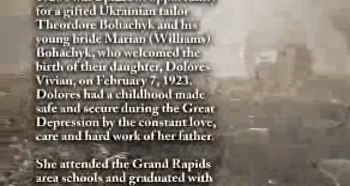 for a gifted Ukrainian tailor
Theordore Bohachyk and his
young bride Marian (Williams)
Bohachyk, who welcomed the
birth of their daughter, Dolores
Vivian, on February 7, 1923.
Dolores had a childhood made
safe and secure during the Great
Depression by the constant love,
care and hard work of her father.
She attended the Grand Rapids
area schools and graduated with